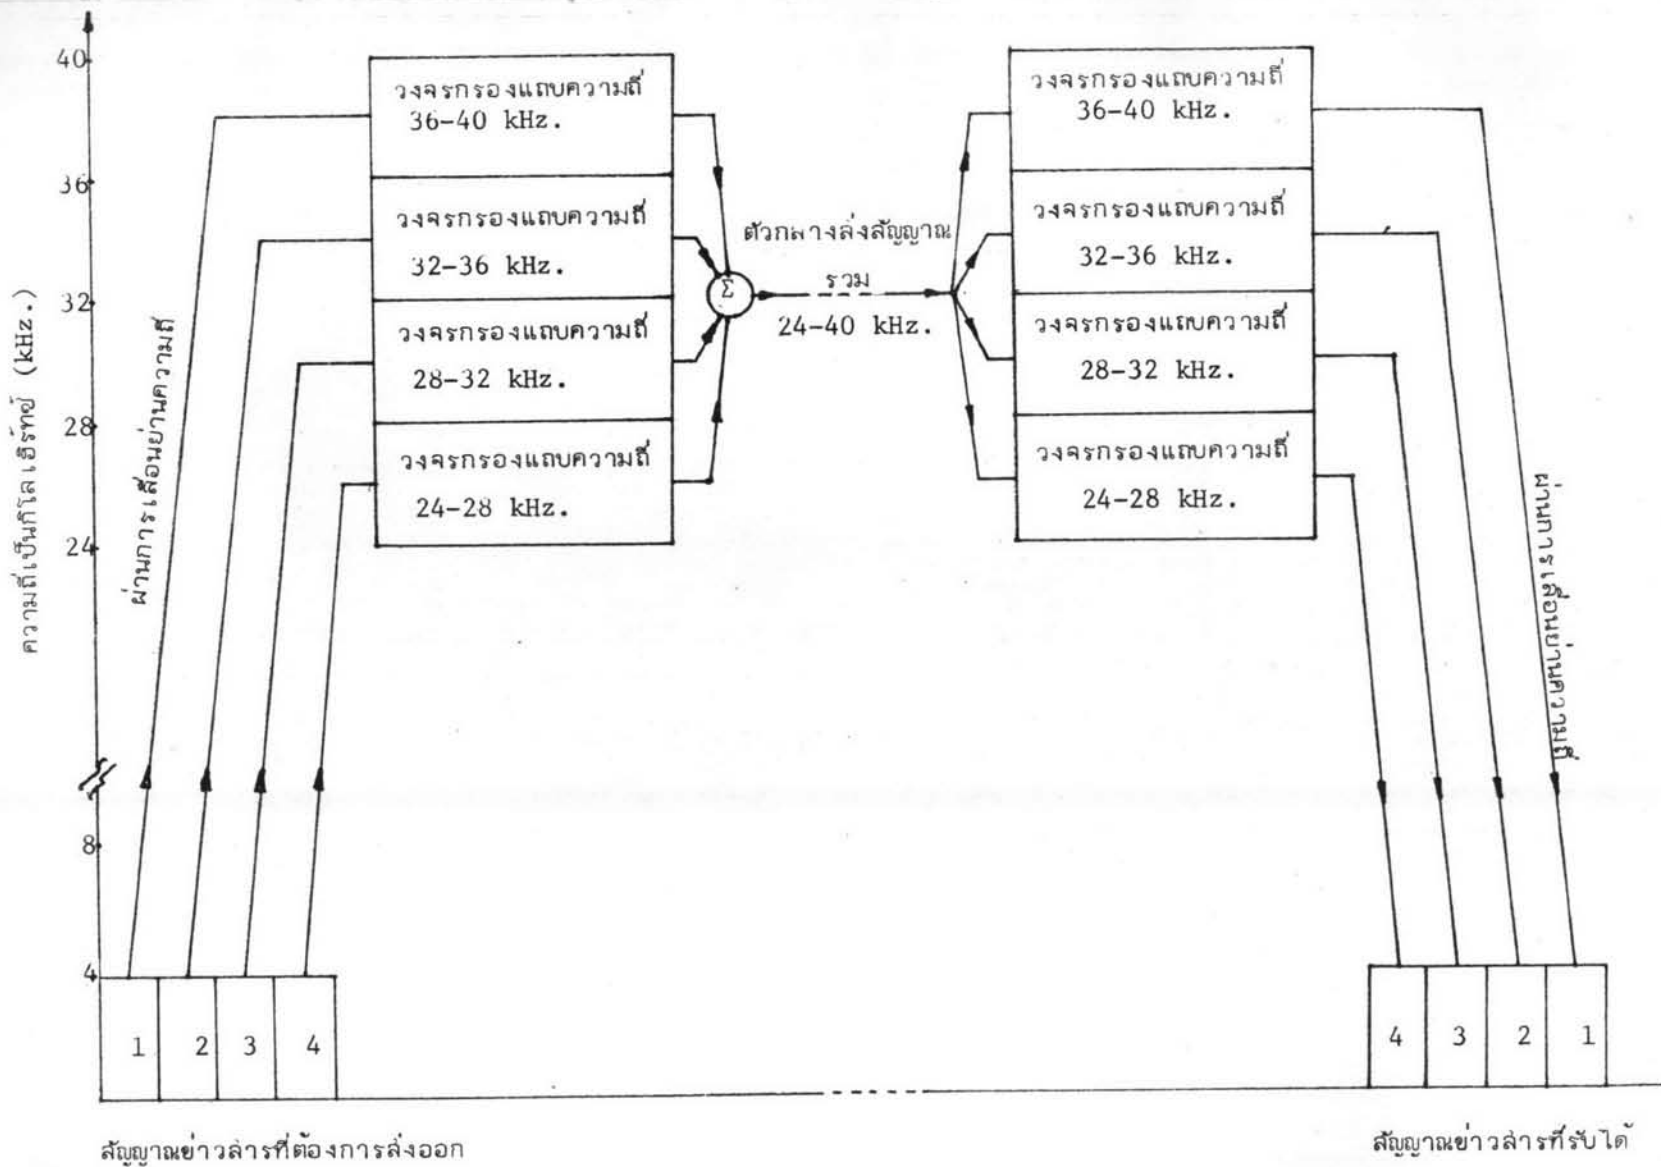 ความถี่เป็นกิโลเฮิร์ทซ์ (kHz.)
40
36
32
28
24
8
4
ผ่านการเลื่อนย่านความถี่
วงจรกรองแถบความถี่
36-40 kHz.
วงจรกรองแถบความถี่
32-36 kHz.
วงจรกรองแถบความถี่
28-32 kHz.
วงจรกรองแถบความถี่
24-28 kHz.
Σ
ตัวกลางส่งสัญญาณ
รวม
24-40 kHz.
วงจรกรองแถบความถี่
36-40 kHz.
วงจรกรองแถบความถี่
32-36 kHz.
วงจรกรองแถบความถี่
28-32 kHz.
วงจรกรองแถบความถี่
24-28 kHz.
ผ่านการเลื่อนย่านความถี่
1 2 3 4
4 3 2 1
สัญญาณข่าวสารที่ต้องการส่งออก
สัญญาณข่าวสารที่รับได้